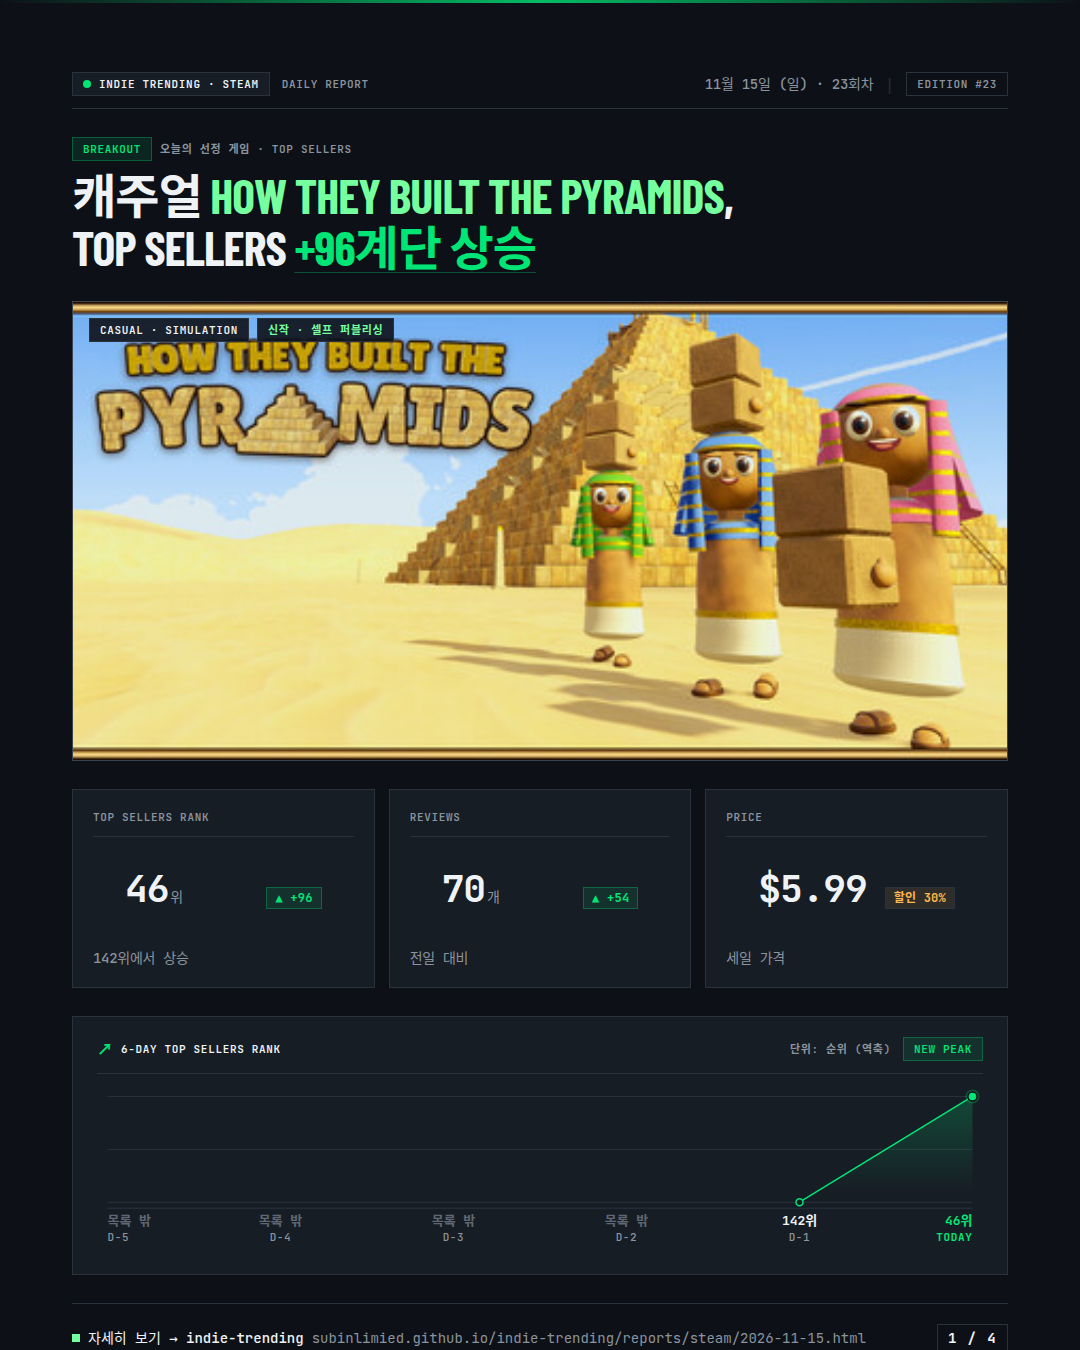 INDIE TRENDING · STEAM DAILY REPORT 11월 15일 (일) · 23회차 EDITION #23
BREAKOUT 오늘의 선정 게임 · TOP SELLERS
캐주얼 HOW THEY BUILT THE PYRAMIDS,
TOP SELLERS +96계단 상승
CASUAL · SIMULATION 신작 · 셀프 퍼블리싱
HOW THEY BUILT THE
PYRAMIDS
TOP SELLERS RANK
46위 ▲ +96
142위에서 상승
REVIEWS
70개 ▲ +54
전일 대비
PRICE
$5.99 할인 30%
세일 가격
↗ 6-DAY TOP SELLERS RANK 단위: 순위 (역축) NEW PEAK
목록 밖 목록 밖 목록 밖 목록 밖 142위 46위
D-5 D-4 D-3 D-2 D-1 TODAY
자세히 보기 → indie-trending subinlimied.github.io/indie-trending/reports/steam/2026-11-15.html 1 / 4